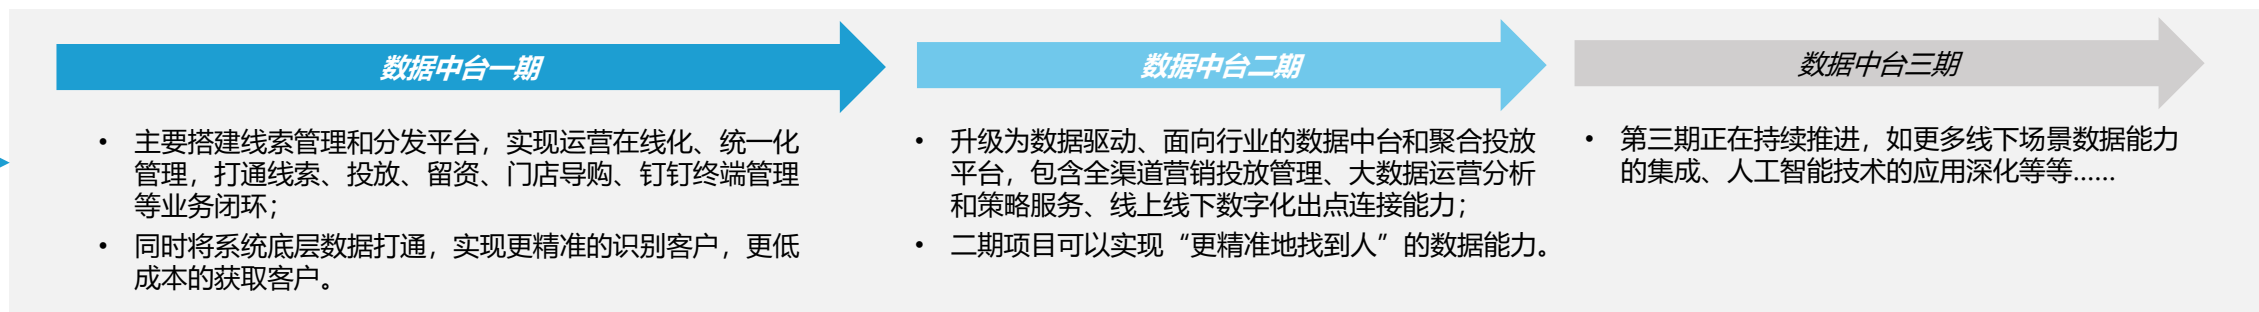 数据中台一期
• 主要搭建线索管理和分发平台，实现运营在线化、统一化
管理，打通线索、投放、留资、门店导购、钉钉终端管理
等业务闭环；
• 同时将系统底层数据打通，实现更精准的识别客户，更低
成本的获取客户。
数据中台二期
• 升级为数据驱动、面向行业的数据中台和聚合投放
平台，包含全渠道营销投放管理、大数据运营分析
和策略服务、线上线下数字化出点连接能力；
• 二期项目可以实现“更精准地找到人”的数据能力。
数据中台三期
• 第三期正在持续推进，如更多线下场景数据能力
的集成、人工智能技术的应用深化等等......